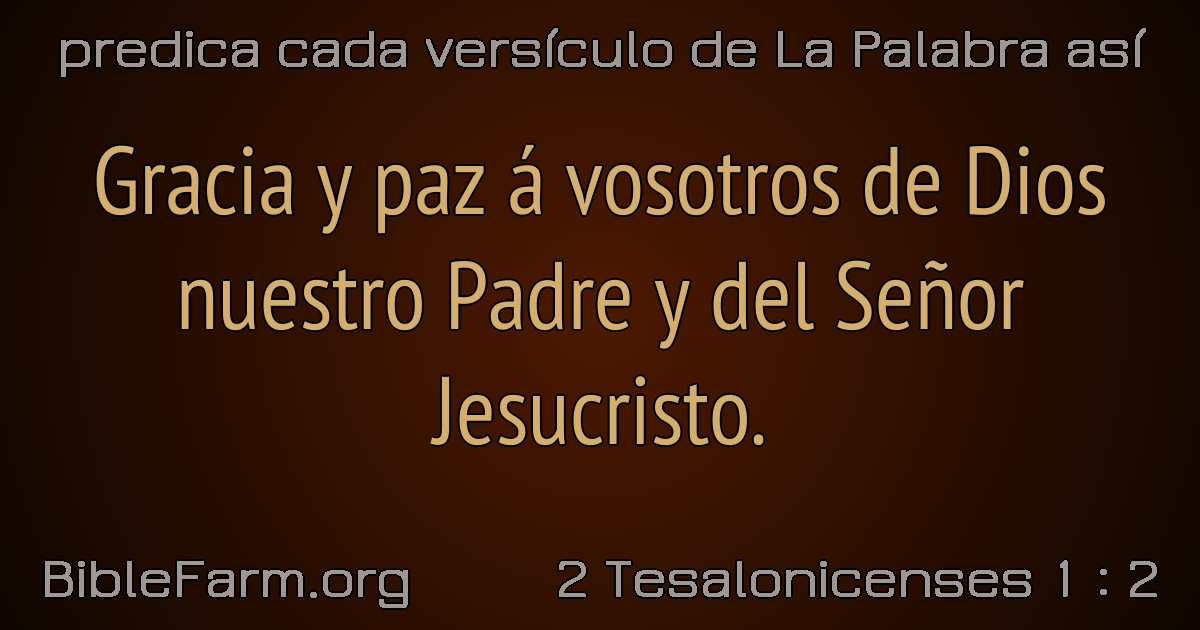 predica cada versículo de La Palabra así
Gracia y paz á vosotros de Dios
nuestro Padre y del Señor
Jesucristo.
BibleFarm.org
2 Tesalonicenses 1 : 2